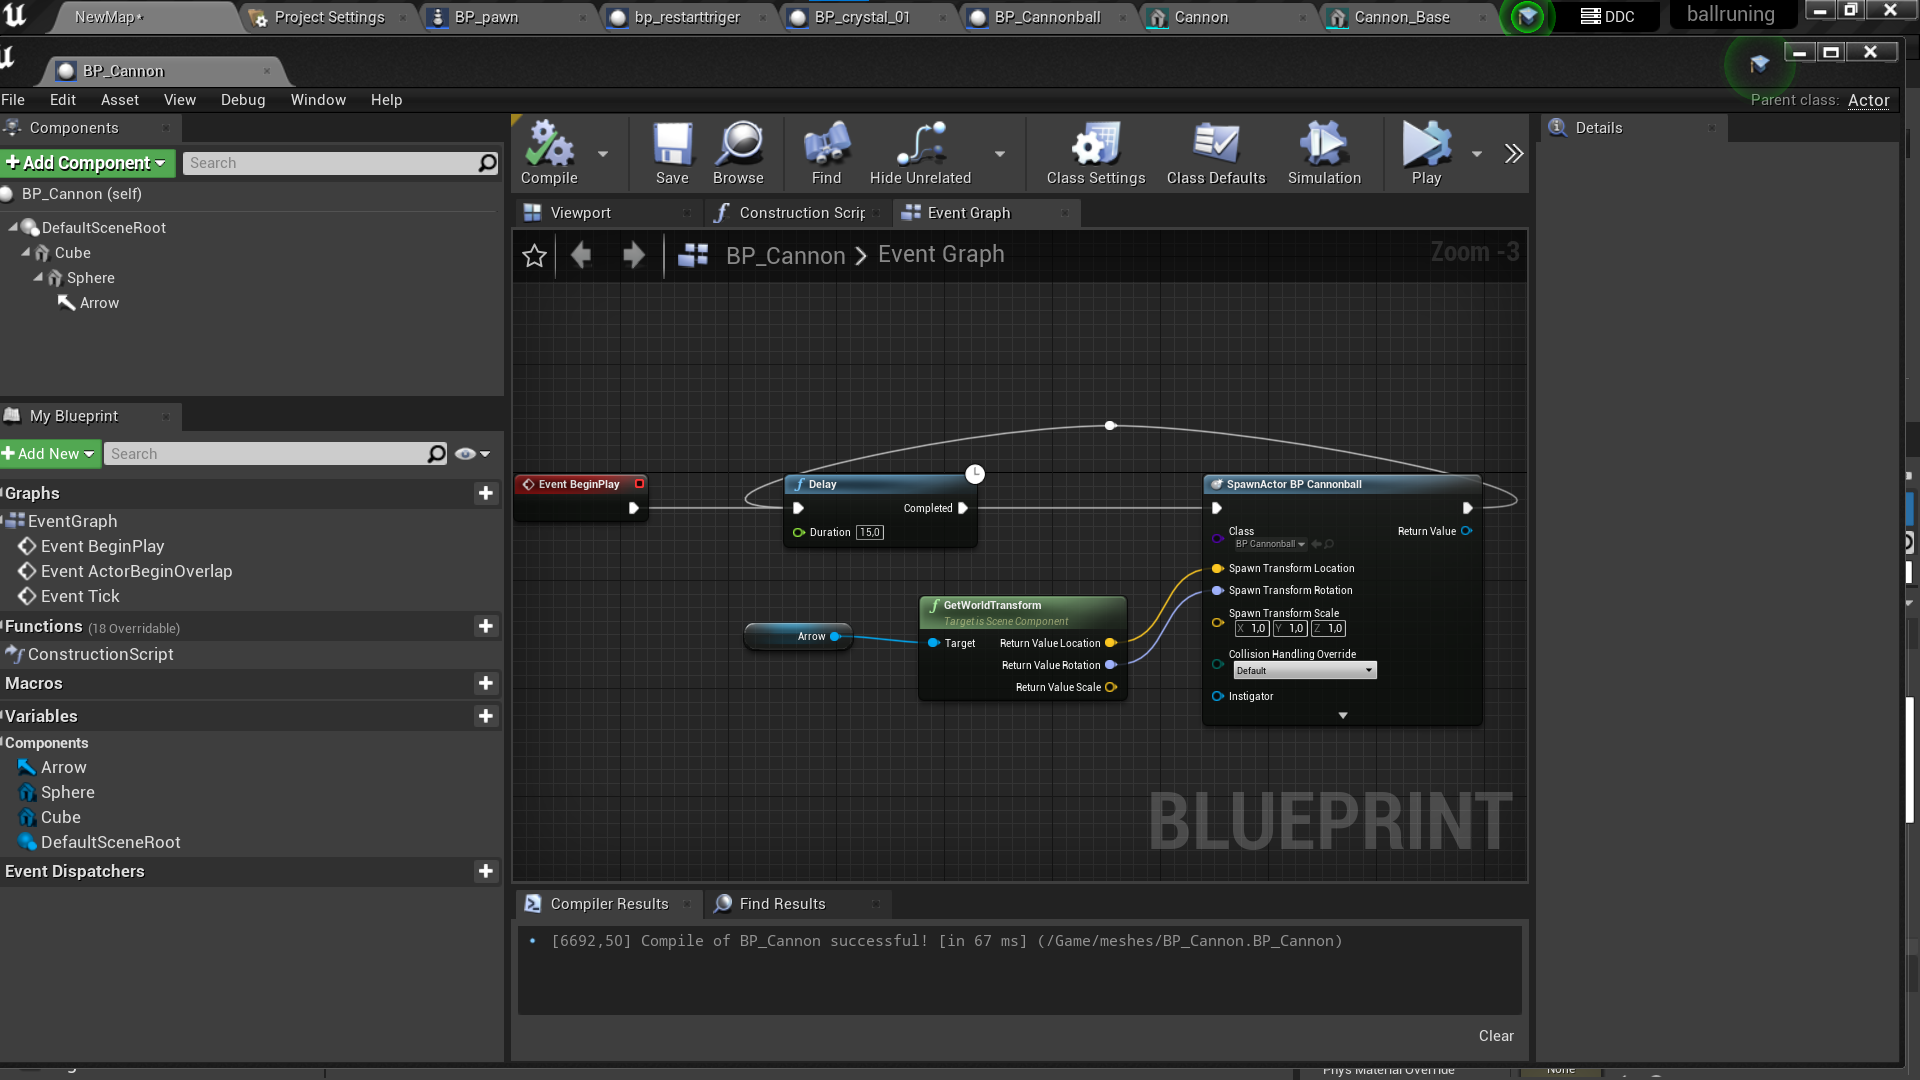 NewMap*
Project Settings
BP_pawn
bp_restarttriger
BP_crystal_01
BP_Cannonball
Cannon
Cannon_Base
DDC
ballruning
BP_Cannon
File Edit Asset View Debug Window Help
Parent class: Actor
Components
Add Component
Search
BP_Cannon (self)
DefaultSceneRoot
Cube
Sphere
Arrow
My Blueprint
Add New
Search
Graphs
EventGraph
Event BeginPlay
Event ActorBeginOverlap
Event Tick
Functions (18 Overridable)
ConstructionScript
Macros
Variables
Components
Arrow
Sphere
Cube
DefaultSceneRoot
Event Dispatchers
Compile
Save
Browse
Find
Hide Unrelated
Class Settings
Class Defaults
Simulation
Play
Viewport
Construction Scrip
Event Graph
BP_Cannon > Event Graph
Zoom -3
Event BeginPlay
Delay
Completed
Duration 15,0
SpawnActor BP Cannonball
Class
BP Cannonball
Return Value
Spawn Transform Location
Spawn Transform Rotation
Spawn Transform Scale
X 1,0 Y 1,0 Z 1,0
Collision Handling Override
Default
Instigator
GetWorldTransform
Target is Scene Component
Target
Return Value Location
Return Value Rotation
Return Value Scale
Arrow
BLUEPRINT
Compiler Results
Find Results
[6692,50] Compile of BP_Cannon successful! [in 67 ms] (/Game/meshes/BP_Cannon.BP_Cannon)
Clear
Details
Phys Material Override
None